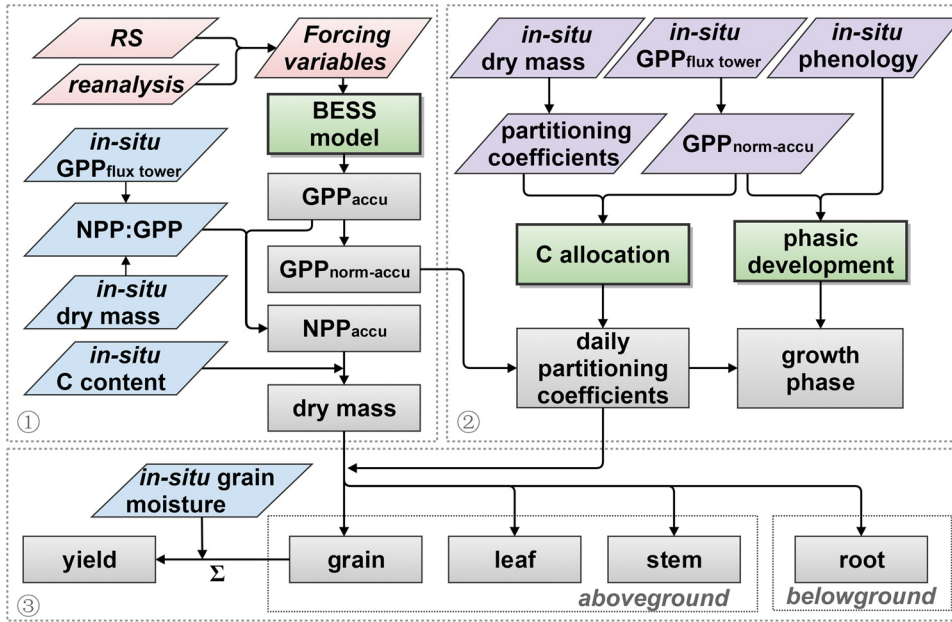 RS
reanalysis
Forcing
variables
BESS
model
in-situ
GPPflux tower
NPP:GPP
in-situ
dry mass
in-situ
C content
GPPaccu
GPPnorm-accu
NPPaccu
dry mass
①
in-situ
dry mass
in-situ
GPPflux tower
in-situ
phenology
partitioning
coefficients
GPPnorm-accu
C allocation
phasic
development
daily
partitioning
coefficients
growth
phase
②
in-situ grain
moisture
yield
Σ
grain
leaf
stem
root
aboveground
belowground
③